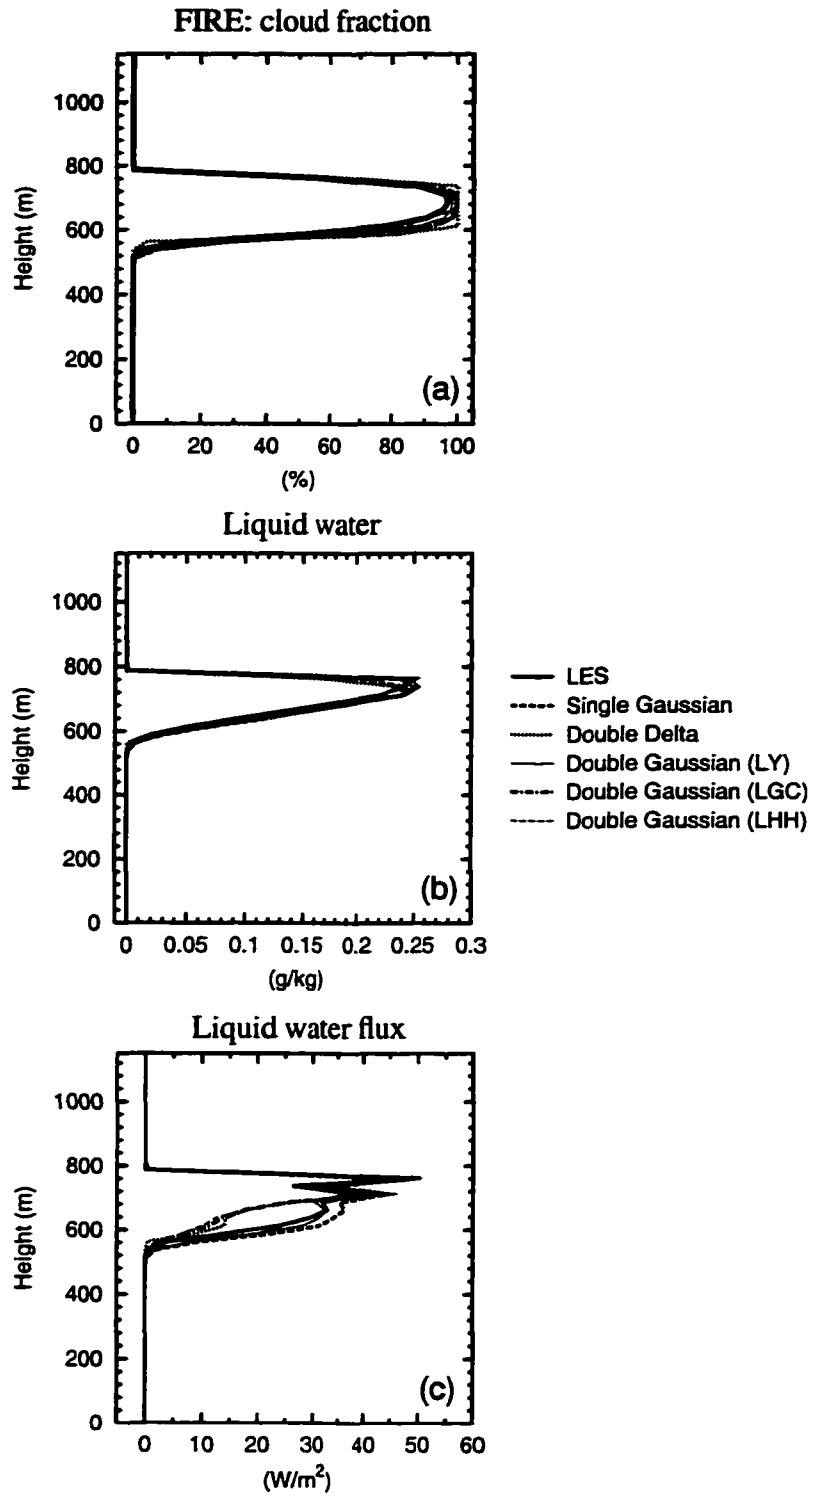 FIRE: cloud fraction
1000
800
600
400
200
0
Height (m)
(a)
0 20 40 60 80 100
(%)
Liquid water
1000
800
600
400
200
0
Height (m)
(b)
0 0.05 0.1 0.15 0.2 0.25 0.3
(g/kg)
LES
Single Gaussian
Double Delta
Double Gaussian (LY)
Double Gaussian (LGC)
Double Gaussian (LHH)
Liquid water flux
1000
800
600
400
200
0
Height (m)
(c)
0 10 20 30 40 50 60
(W/m²)